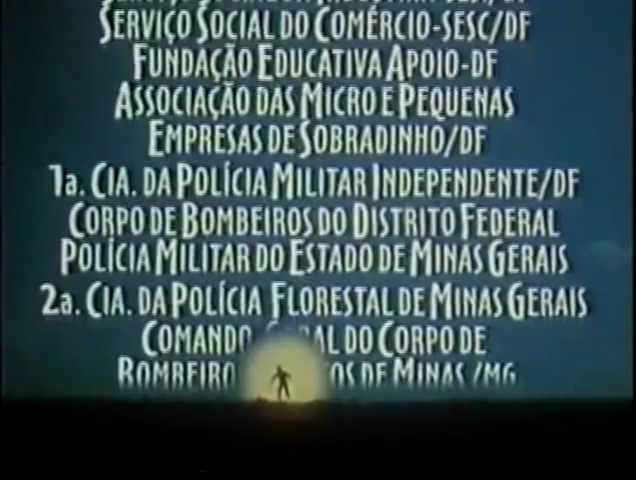 SERVIÇO SOCIAL DO COMÉRCIO-SESC/DF
FUNDAÇÃO EDUCATIVA APOIO-DF
ASSOCIAÇÃO DAS MICRO E PEQUENAS
EMPRESAS DE SOBRADINHO/DF
1a. CIA. DA POLÍCIA MILITAR INDEPENDENTE/DF
CORPO DE BOMBEIROS DO DISTRITO FEDERAL
POLÍCIA MILITAR DO ESTADO DE MINAS GERAIS
2a. CIA. DA POLÍCIA FLORESTAL DE MINAS GERAIS
COMANDO GERAL DO CORPO DE
DE MINAS /MG